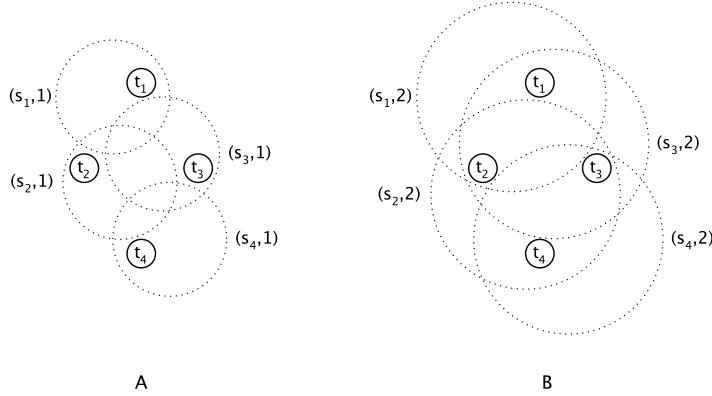 t₁
(s₁,1)
(s₃,1)
t₂
t₃
(s₂,1)
t₄
(s₄,1)
A
t₁
(s₁,2)
(s₃,2)
t₂
t₃
(s₂,2)
t₄
(s₄,2)
B